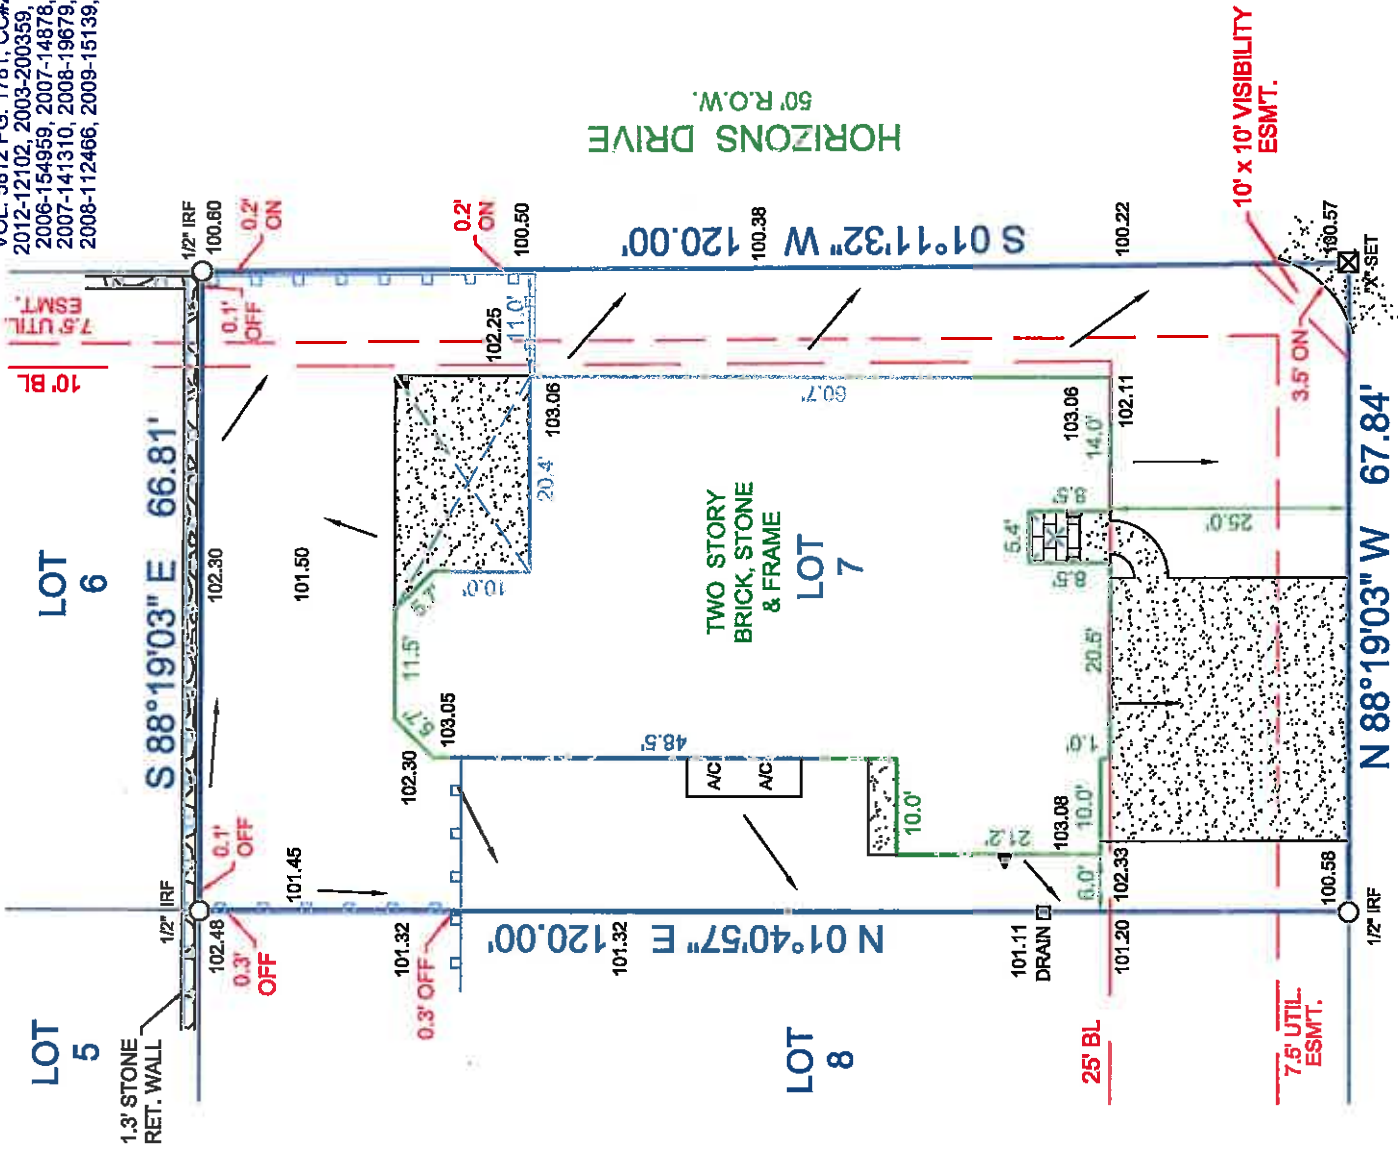 2012-12102, 2003-200359,
2006-154959, 2007-14878,
2007-141310, 2008-19679,
2008-112466, 2009-15139,
HORIZONS DRIVE
50' R.O.W.
10' x 10' VISIBILITY
ESM'T.
LOT
6
LOT
5
1.3' STONE
RET. WALL
10' BL
7.5' UTIL.
ESM'T.
S 88°19'03" E 66.81'
1/2" IRF
100.60
0.2'
ON
0.1'
OFF
0.2'
ON
100.50
1/2" IRF
102.48
0.1'
OFF
0.3'
OFF
102.30
101.50
101.45
102.30
103.05
101.32
0.3' OFF
S 01°11'32" W 120.00'
100.38
100.22
102.25
11.0'
103.06
20.4'
10.0'
5.7'
11.5'
5.7'
48.5'
60.7'
TWO STORY
BRICK, STONE
& FRAME
LOT
7
A/C
A/C
10.0'
21.2'
103.08
10.0'
1.0'
20.5'
8.5'
5.4'
8.5'
14.0'
103.06
102.11
25.0'
6.0'
102.33
N 01°40'57" E 120.00'
101.32
101.11
DRAIN
101.20
LOT
8
25' BL
7.5' UTIL.
ESM'T.
100.58
1/2" IRF
3.5' ON
100.57
"X"-SET
N 88°19'03" W 67.84'